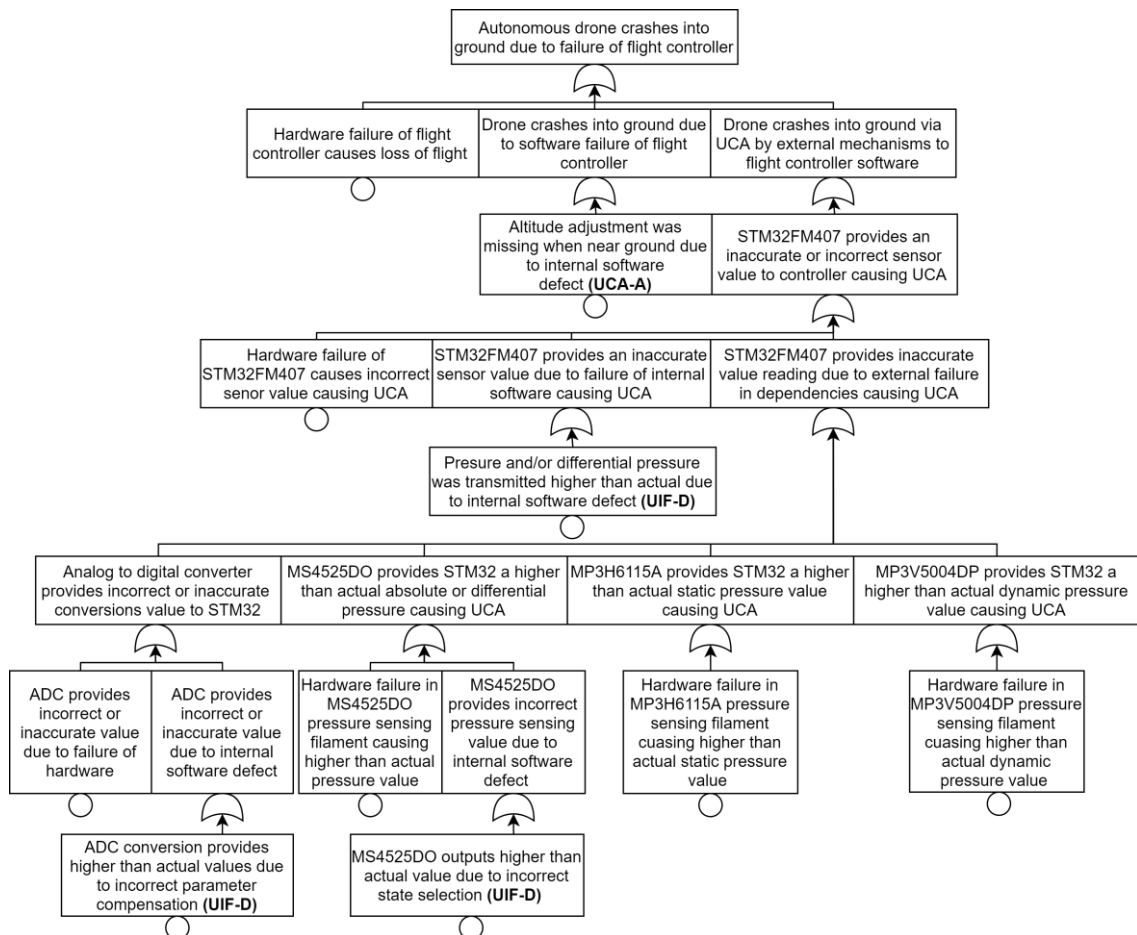 Autonomous drone crashes into
ground due to failure of flight controller
Hardware failure of flight
controller causes loss of flight
Drone crashes into ground due
to software failure of flight
controller
Drone crashes into ground via
UCA by external mechanisms to
flight controller software
Altitude adjustment was
missing when near ground due
to internal software
defect (UCA-A)
STM32FM407 provides an
inaccurate or incorrect sensor
value to controller causing UCA
Hardware failure of
STM32FM407 causes incorrect
senor value causing UCA
STM32FM407 provides an inaccurate
sensor value due to failure of internal
software causing UCA
STM32FM407 provides inaccurate
value reading due to external failure
in dependencies causing UCA
Presure and/or differential pressure
was transmitted higher than actual due
to internal software defect (UIF-D)
Analog to digital converter
provides incorrect or inaccurate
conversions value to STM32
MS4525DO provides STM32 a higher
than actual absolute or differential
pressure causing UCA
MP3H6115A provides STM32 a higher
than actual static pressure value
causing UCA
MP3V5004DP provides STM32 a
higher than actual dynamic pressure
value causing UCA
ADC provides
incorrect or
inaccurate value
due to failure of
hardware
ADC provides
incorrect or
inaccurate value
due to internal
software defect
Hardware failure in
MS4525DO
pressure sensing
filament causing
higher than actual
pressure value
MS4525DO
provides incorrect
pressure sensing
value due to
internal software
defect
Hardware failure in
MP3H6115A pressure
sensing filament
cuasing higher than
actual static pressure
value
Hardware failure in
MP3V5004DP pressure
sensing filament
cuasing higher than
actual dynamic
pressure value
ADC conversion provides
higher than actual values due
to incorrect parameter
compensation (UIF-D)
MS4525DO outputs higher than
actual value due to incorrect
state selection (UIF-D)